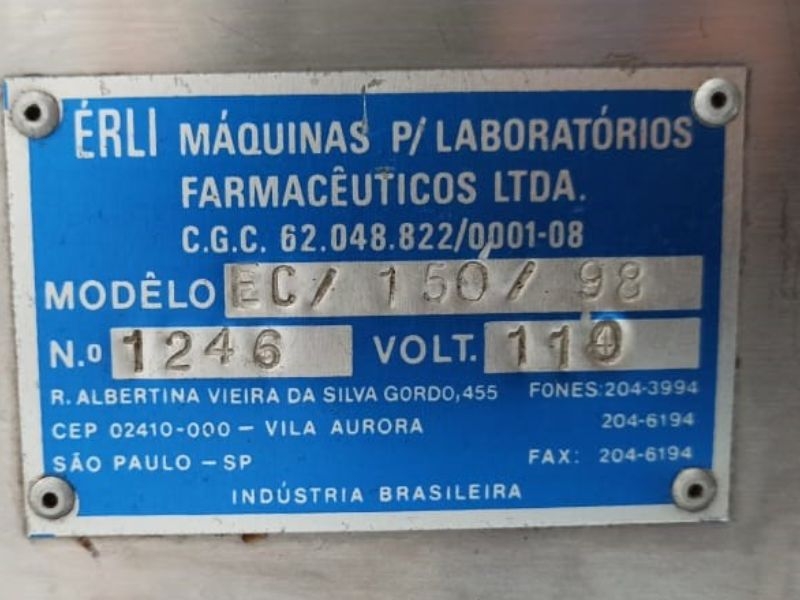 ÉRLI MÁQUINAS P/ LABORATÓRIOS
FARMACÊUTICOS LTDA.
C.G.C. 62.048.822/0001-08
MODÊLO EC/ 150/ 98
N.o 1246 VOLT. 110
R. ALBERTINA VIEIRA DA SILVA GORDO, 455 FONES: 204-3994
CEP 02410-000 — VILA AURORA 204-6194
SÃO PAULO — SP FAX: 204-6194
INDÚSTRIA BRASILEIRA